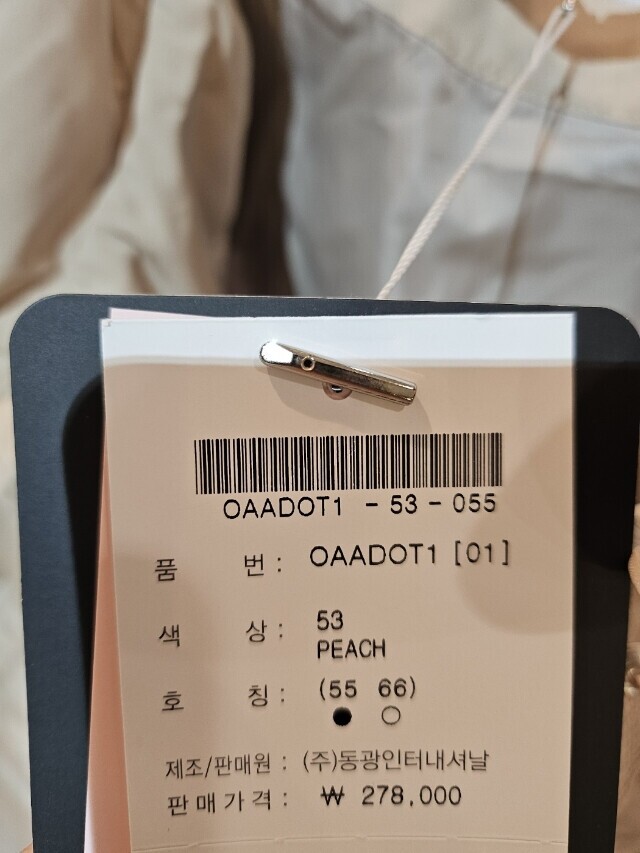 OAADOT1 - 53 - 055
품 번 : OAADOT1 [01]
색 상 : 53
PEACH
호 칭 : (55 66)
● ○
제조/판매원 : (주)동광인터내셔날
판매가격 : ₩ 278,000